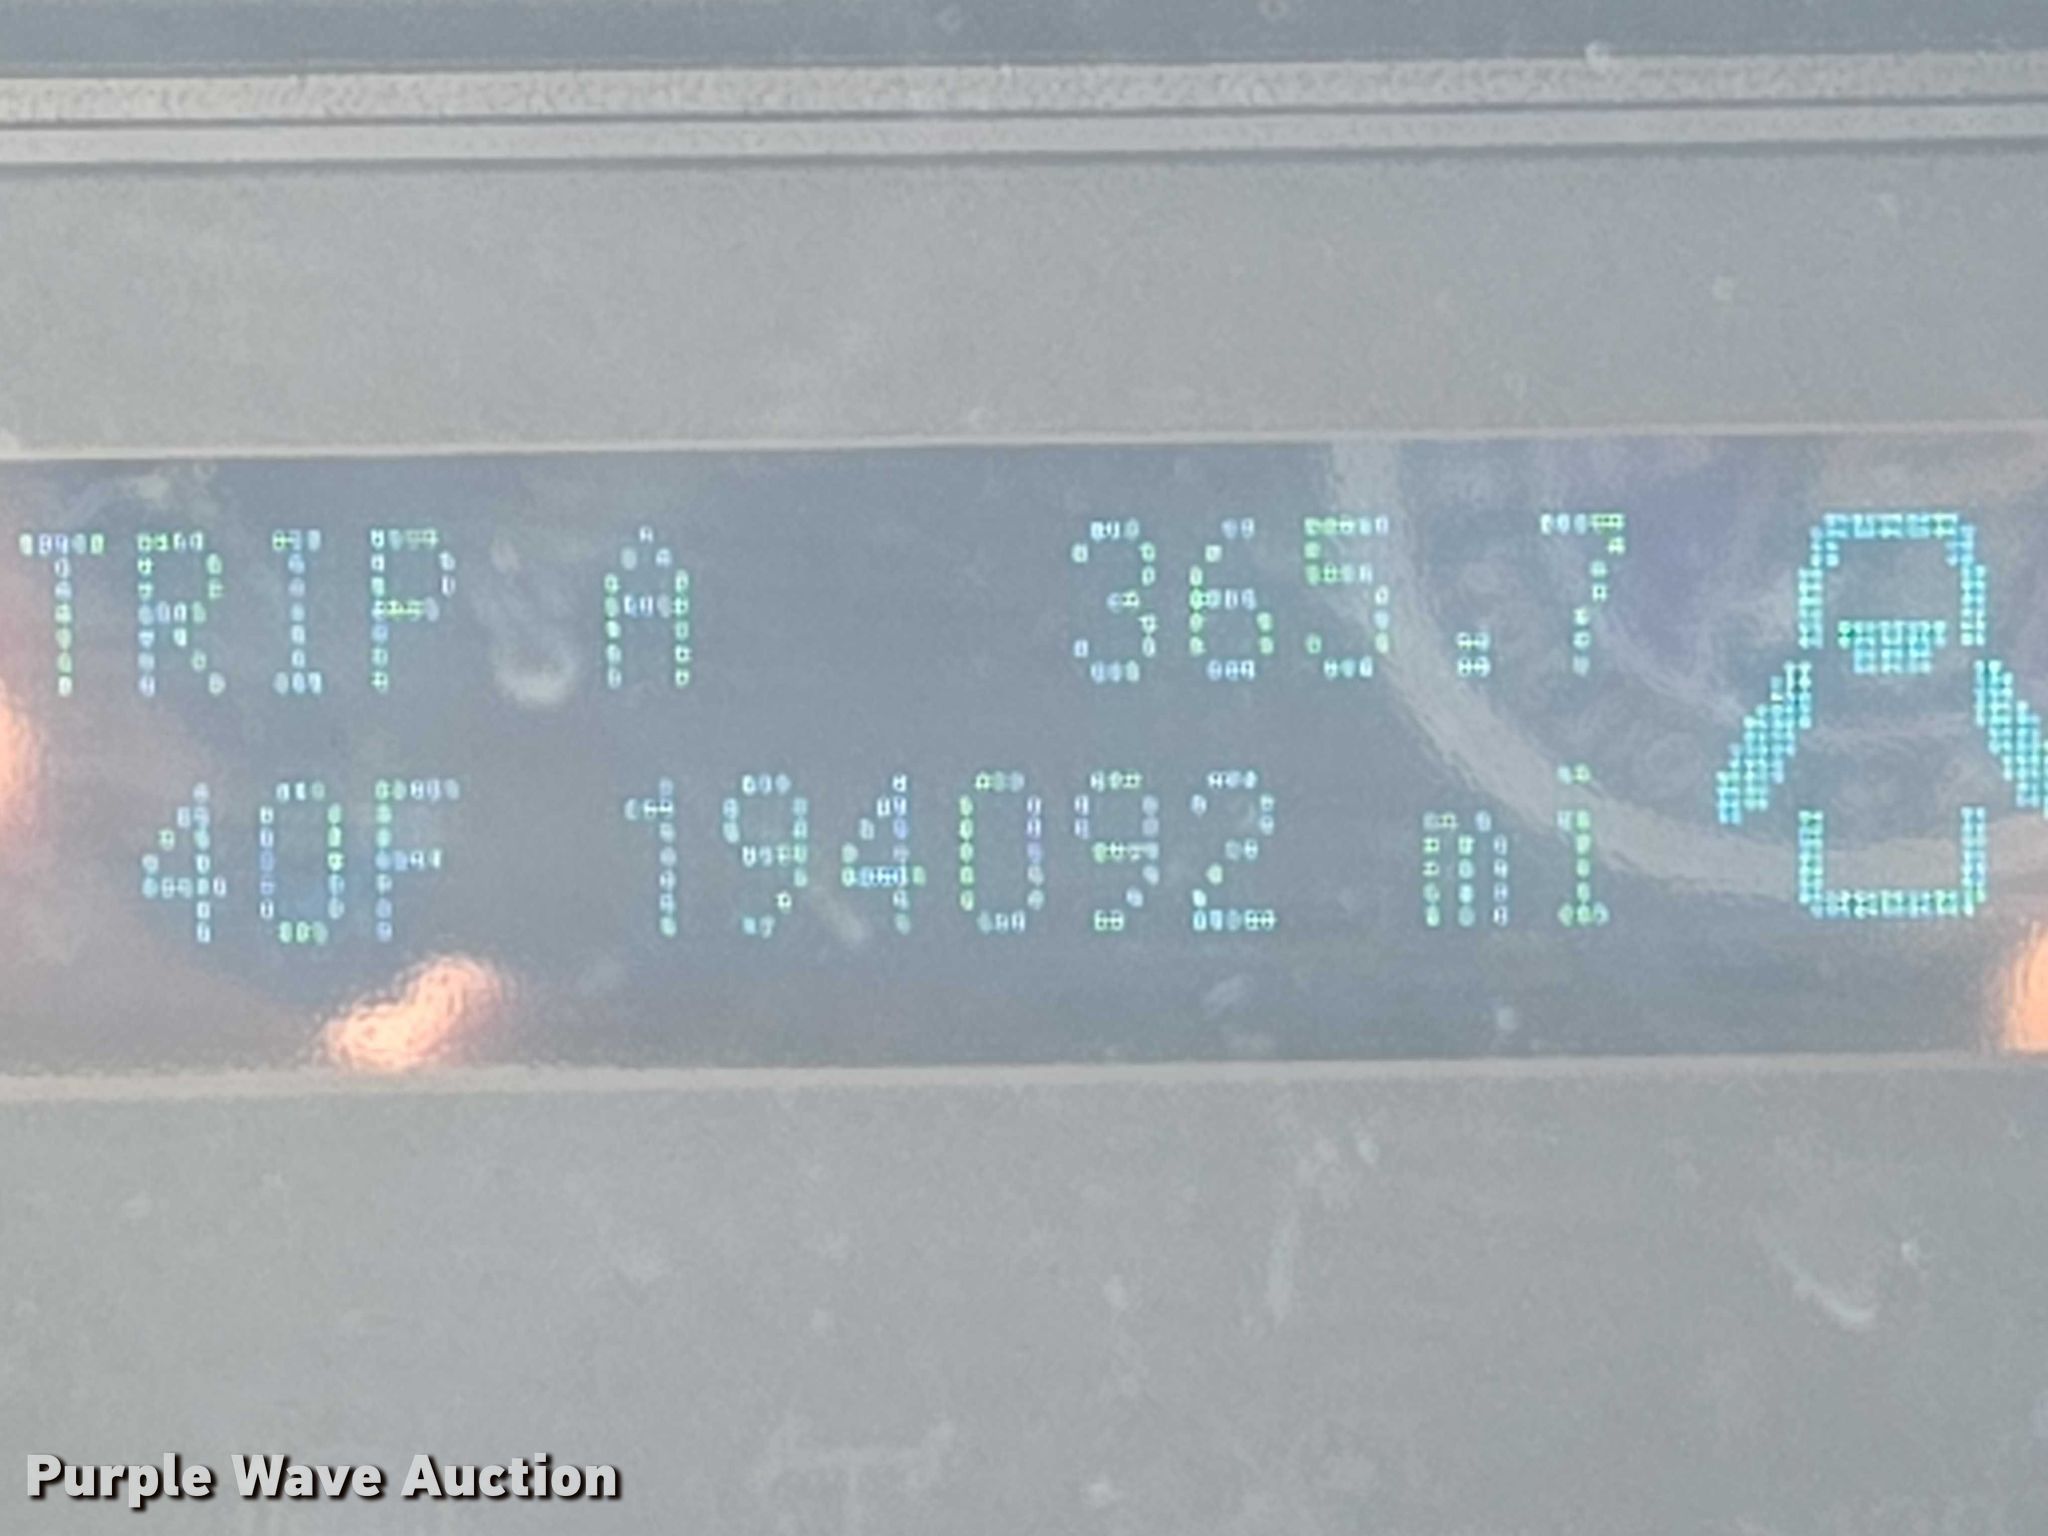 TRIP A 365.7
40F 194092 mi
Purple Wave Auction